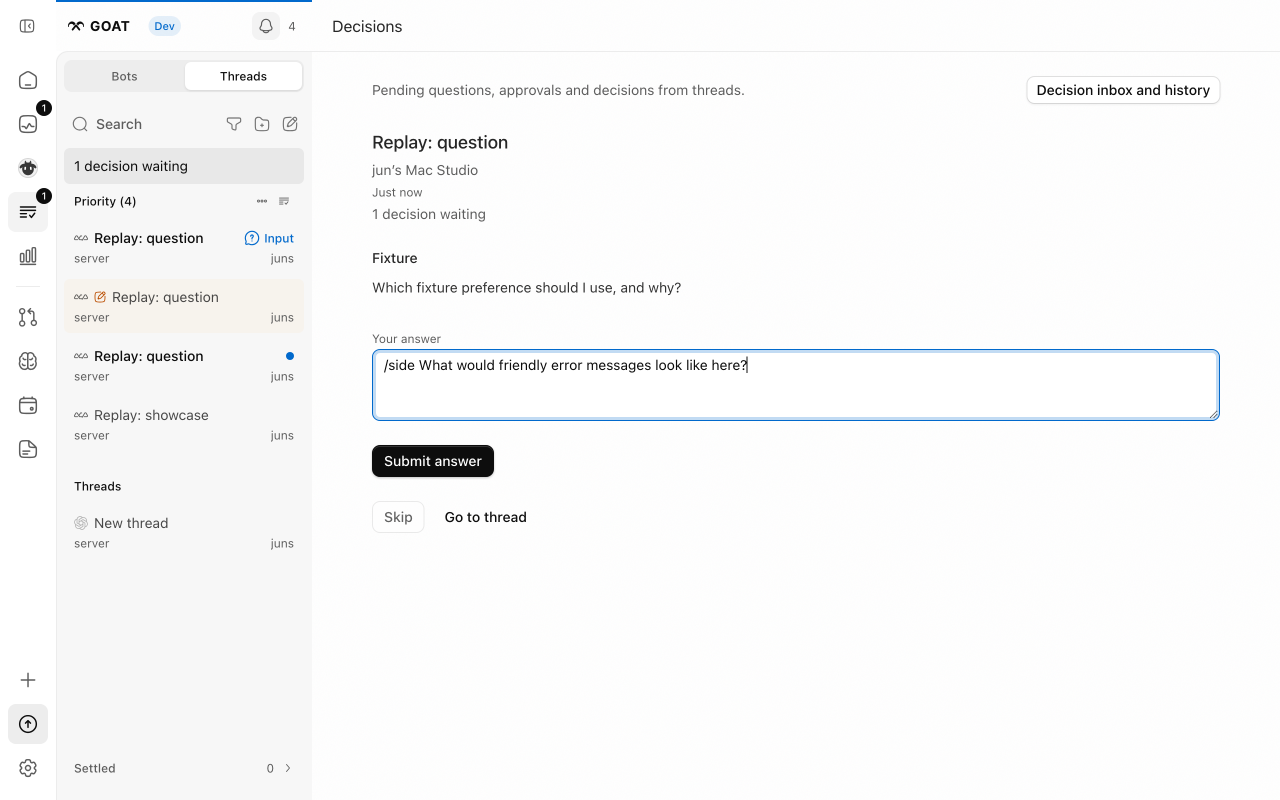 GOAT
Dev
4
Decisions
Bots
Threads
Pending questions, approvals and decisions from threads.
Decision inbox and history
1
Search
1 decision waiting
1
Priority (4)
Replay: question
Input
server
juns
Replay: question
server
juns
Replay: question
server
juns
Replay: showcase
server
juns
Threads
New thread
server
juns
Settled
0
Replay: question
jun's Mac Studio
Just now
1 decision waiting
Fixture
Which fixture preference should I use, and why?
Your answer
/side What would friendly error messages look like here?
Submit answer
Skip
Go to thread